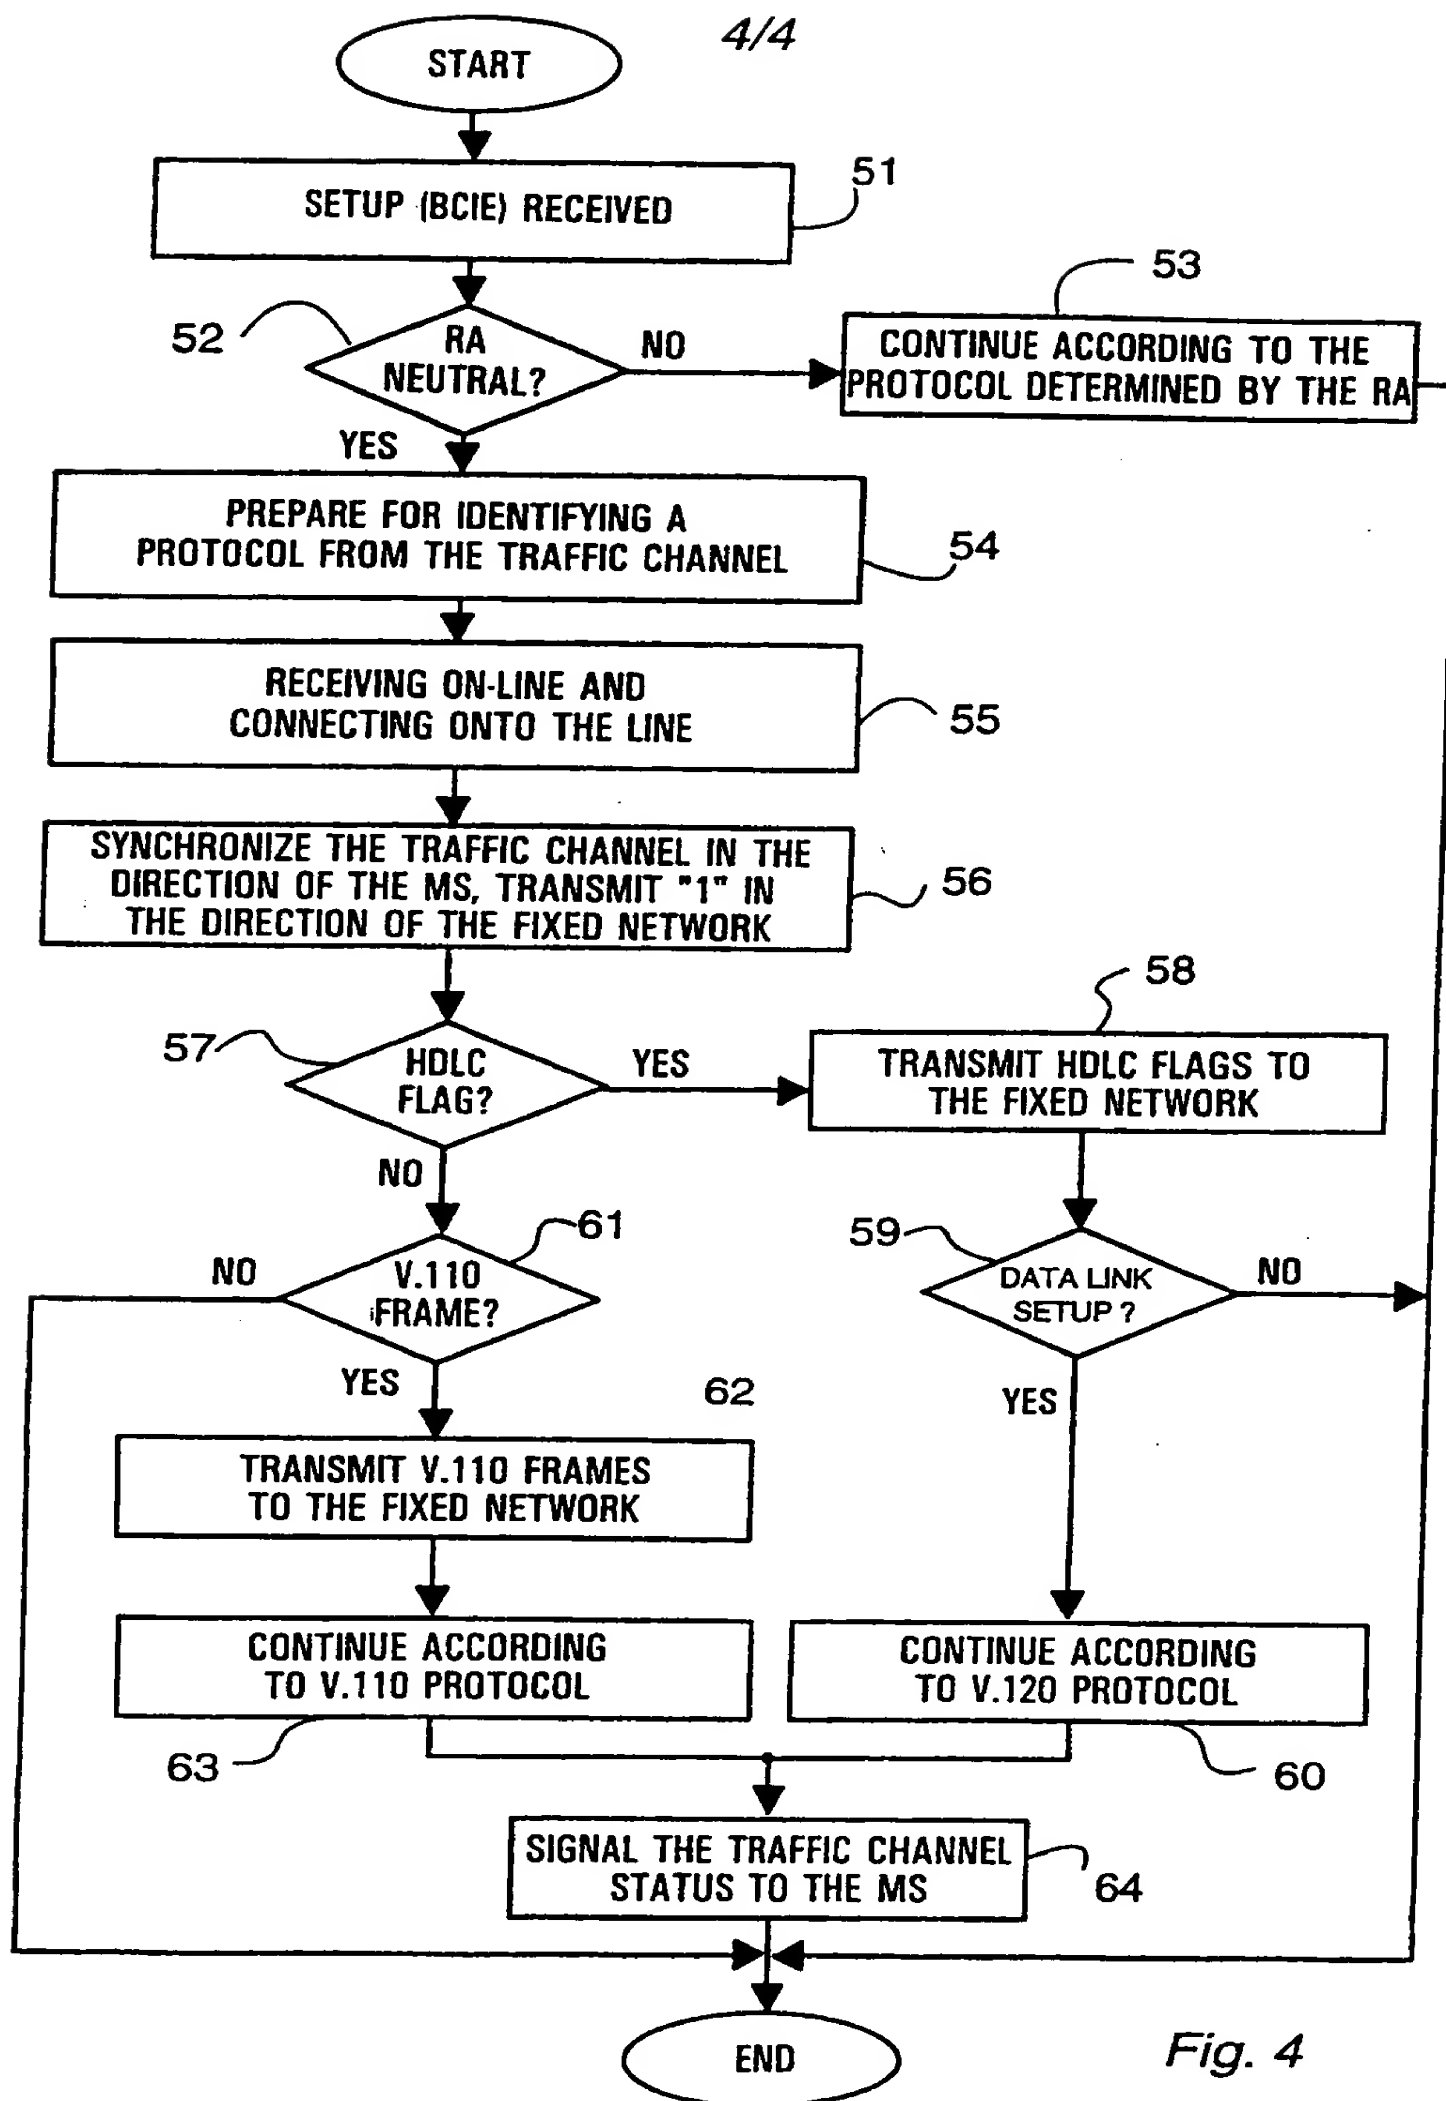 4/4
START
51
SETUP (BCIE) RECEIVED
53
52
RA
NEUTRAL?
NO
CONTINUE ACCORDING TO THE
PROTOCOL DETERMINED BY THE RA
YES
PREPARE FOR IDENTIFYING A
PROTOCOL FROM THE TRAFFIC CHANNEL
54
RECEIVING ON-LINE AND
CONNECTING ONTO THE LINE
55
SYNCHRONIZE THE TRAFFIC CHANNEL IN THE
DIRECTION OF THE MS, TRANSMIT "1" IN
THE DIRECTION OF THE FIXED NETWORK
56
58
57
HDLC
FLAG?
YES
TRANSMIT HDLC FLAGS TO
THE FIXED NETWORK
NO
61
59
NO
V.110
FRAME?
DATA LINK
SETUP ?
NO
YES
62
YES
TRANSMIT V.110 FRAMES
TO THE FIXED NETWORK
CONTINUE ACCORDING
TO V.110 PROTOCOL
CONTINUE ACCORDING
TO V.120 PROTOCOL
63
60
SIGNAL THE TRAFFIC CHANNEL
STATUS TO THE MS
64
END
Fig. 4